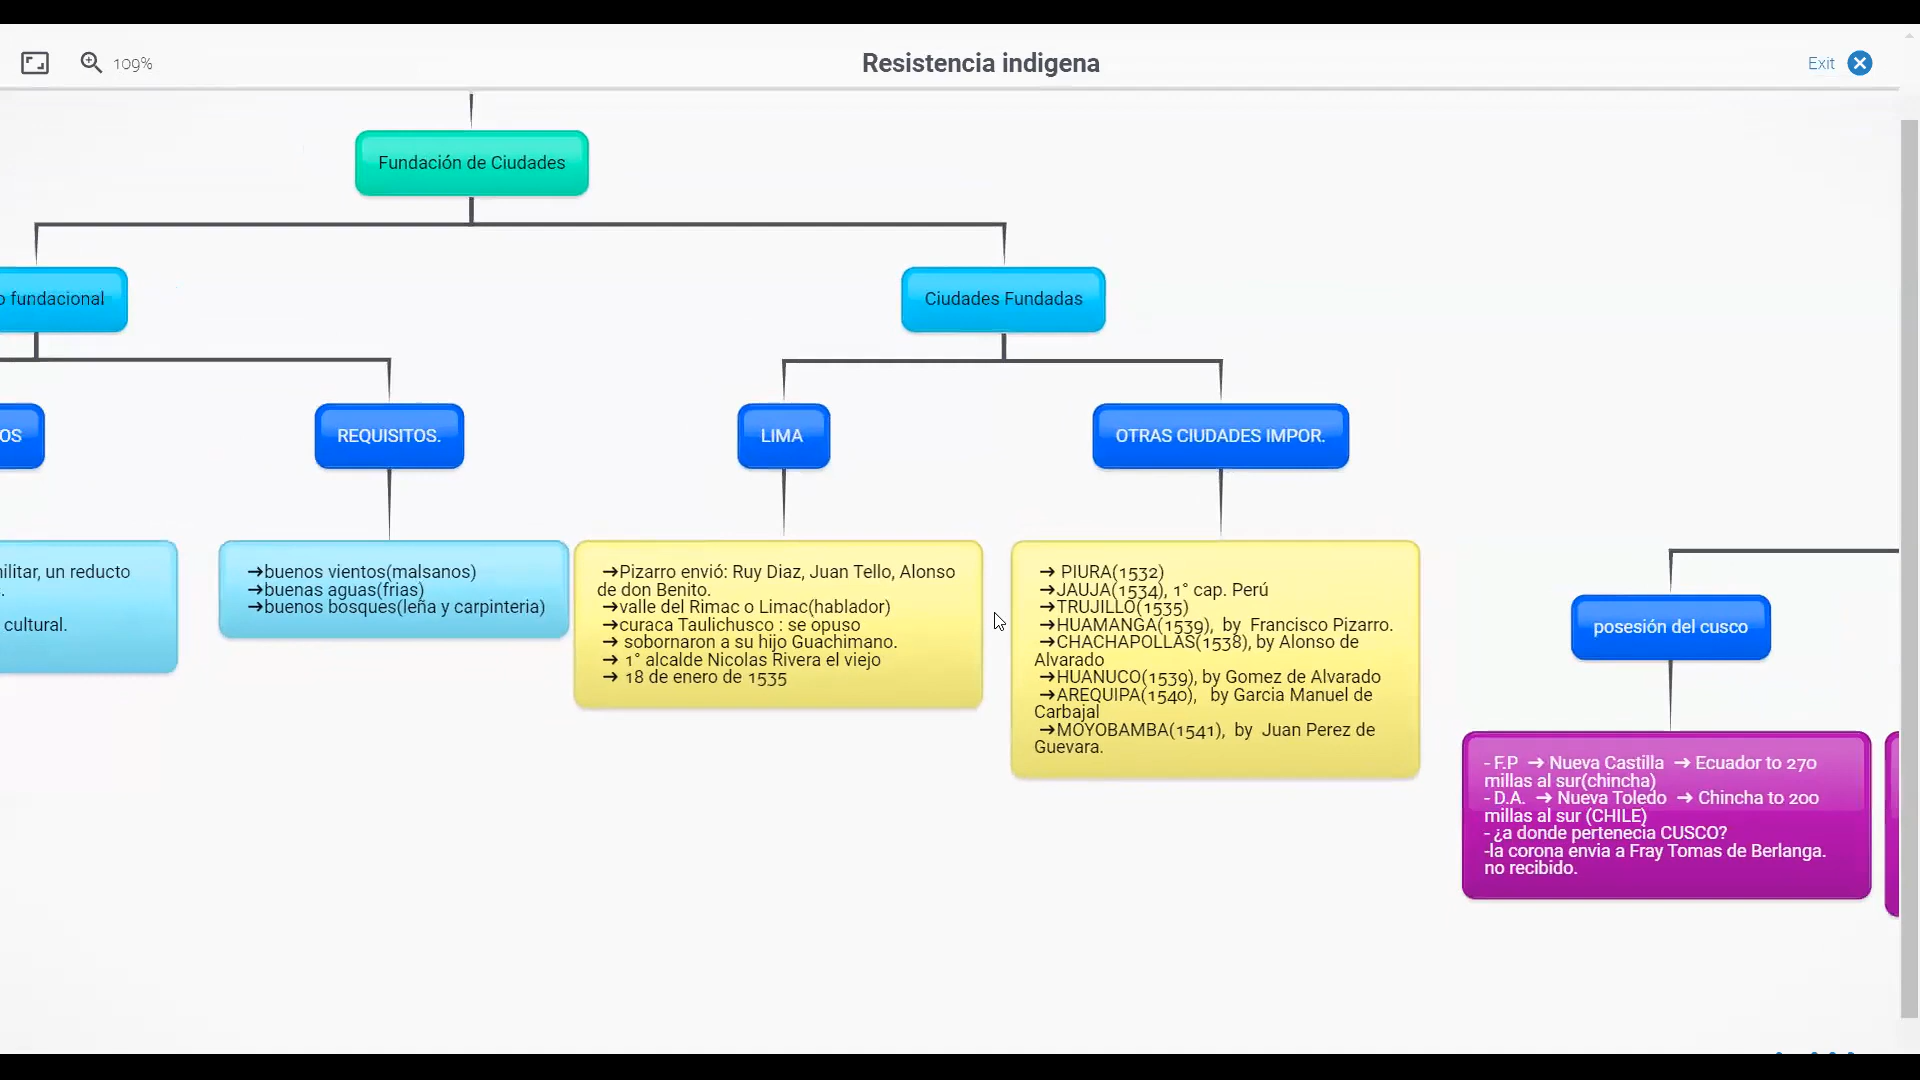 109%
Resistencia indigena
Exit
Fundación de Ciudades
o fundacional
Ciudades Fundadas
OS
REQUISITOS.
LIMA
OTRAS CIUDADES IMPOR.
ilitar, un reducto
.
cultural.
→buenos vientos(malsanos)
→buenas aguas(frias)
→buenos bosques(leña y carpinteria)
→Pizarro envió: Ruy Diaz, Juan Tello, Alonso
de don Benito.
→valle del Rimac o Limac(hablador)
→curaca Taulichusco : se opuso
→ sobornaron a su hijo Guachimano.
→ 1° alcalde Nicolas Rivera el viejo
→ 18 de enero de 1535
→ PIURA(1532)
→JAUJA(1534), 1° cap. Perú
→TRUJILLO(1535)
→HUAMANGA(1539), by Francisco Pizarro.
→CHACHAPOLLAS(1538), by Alonso de
Alvarado
→HUANUCO(1539), by Gomez de Alvarado
→AREQUIPA(1540), by Garcia Manuel de
Carbajal
→MOYOBAMBA(1541), by Juan Perez de
Guevara.
posesión del cusco
- F.P → Nueva Castilla → Ecuador to 270
millas al sur(chincha)
- D.A. → Nueva Toledo → Chincha to 200
millas al sur (CHILE)
- ¿a donde pertenecía CUSCO?
-la corona envia a Fray Tomas de Berlanga.
no recibido.